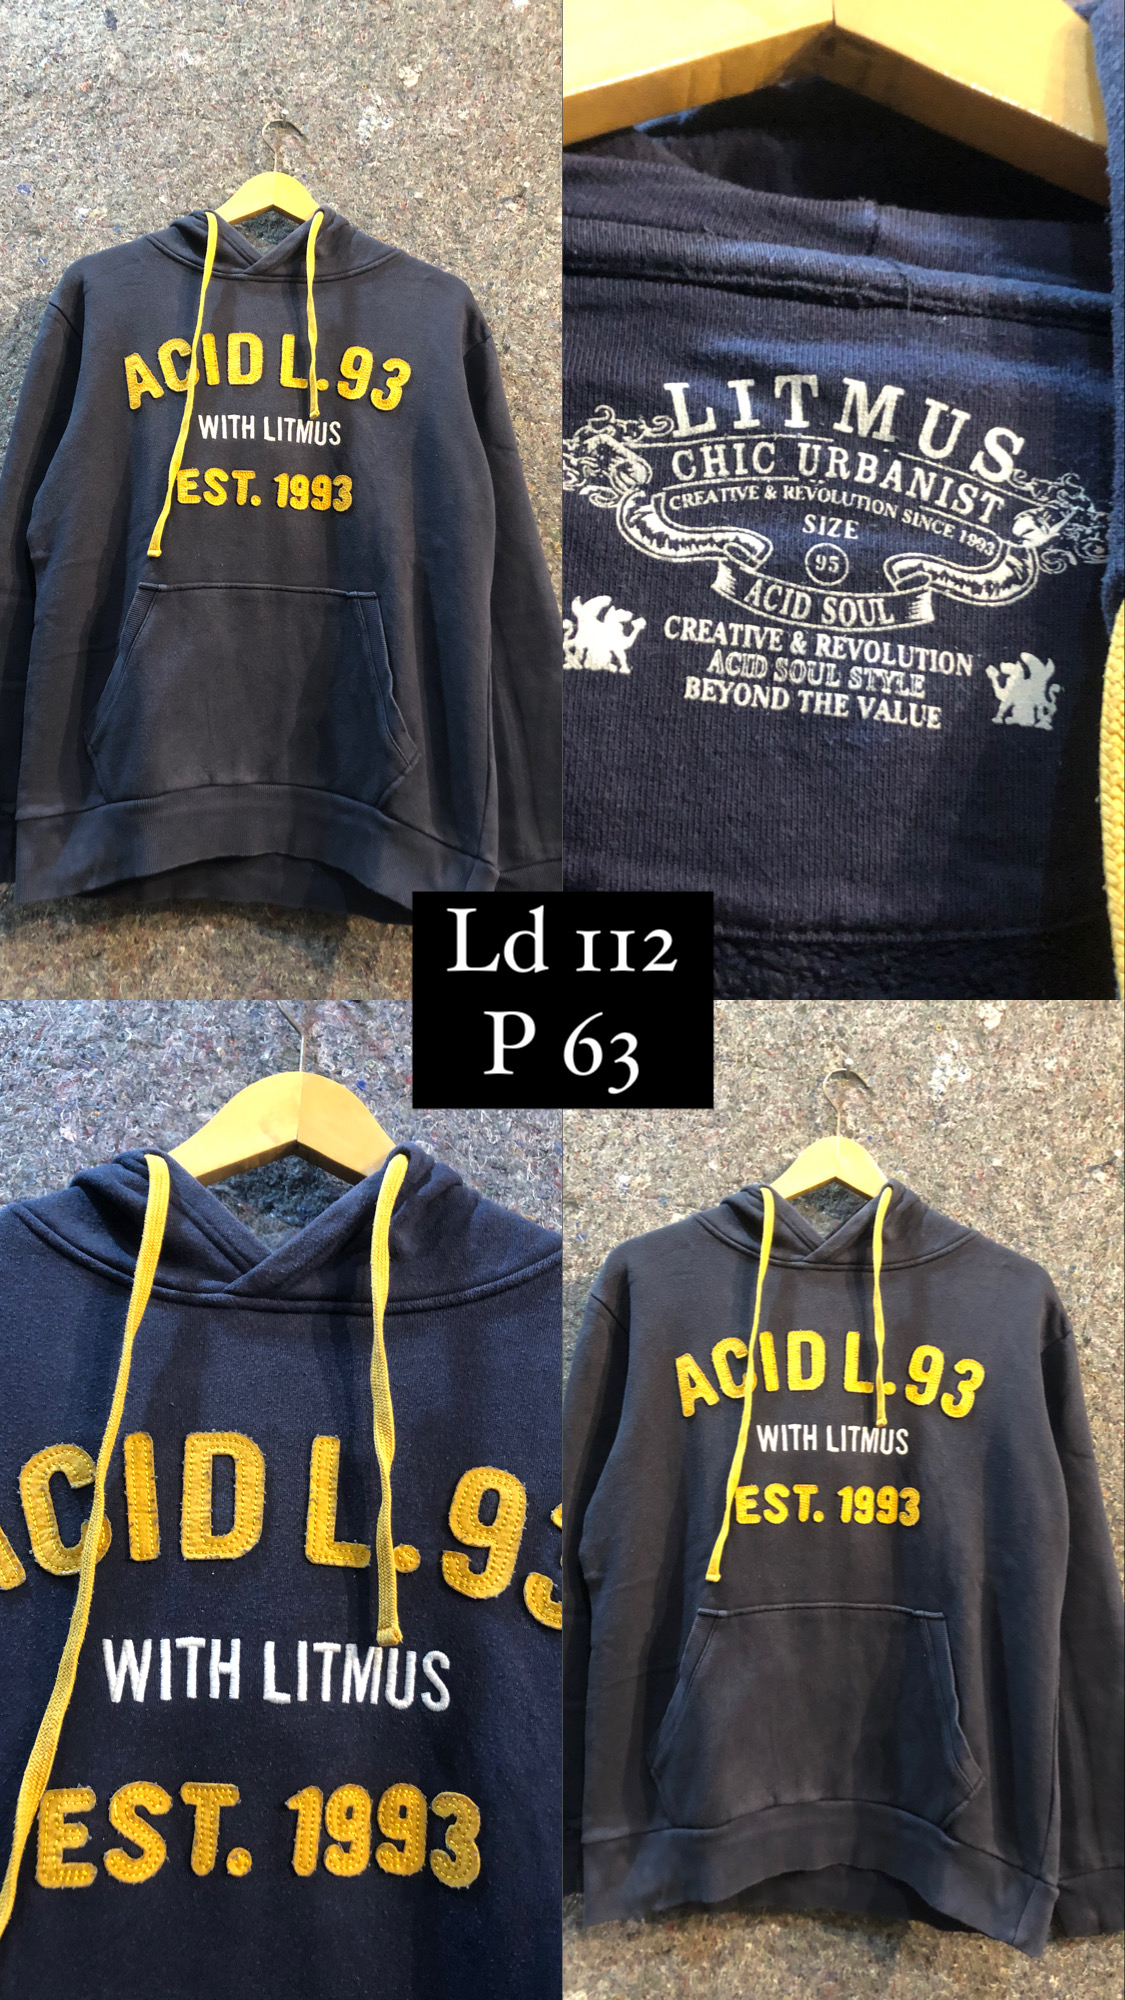 ACID L.93
WITH LITMUS
EST. 1993
LITMUS
CHIC URBANIST
CREATIVE & REVOLUTION SINCE 1993
SIZE
95
ACID SOUL
CREATIVE & REVOLUTION
ACID SOUL STYLE
BEYOND THE VALUE
Ld 112
P 63
ACID L.93
WITH LITMUS
EST. 1993
ACID L.93
WITH LITMUS
EST. 1993